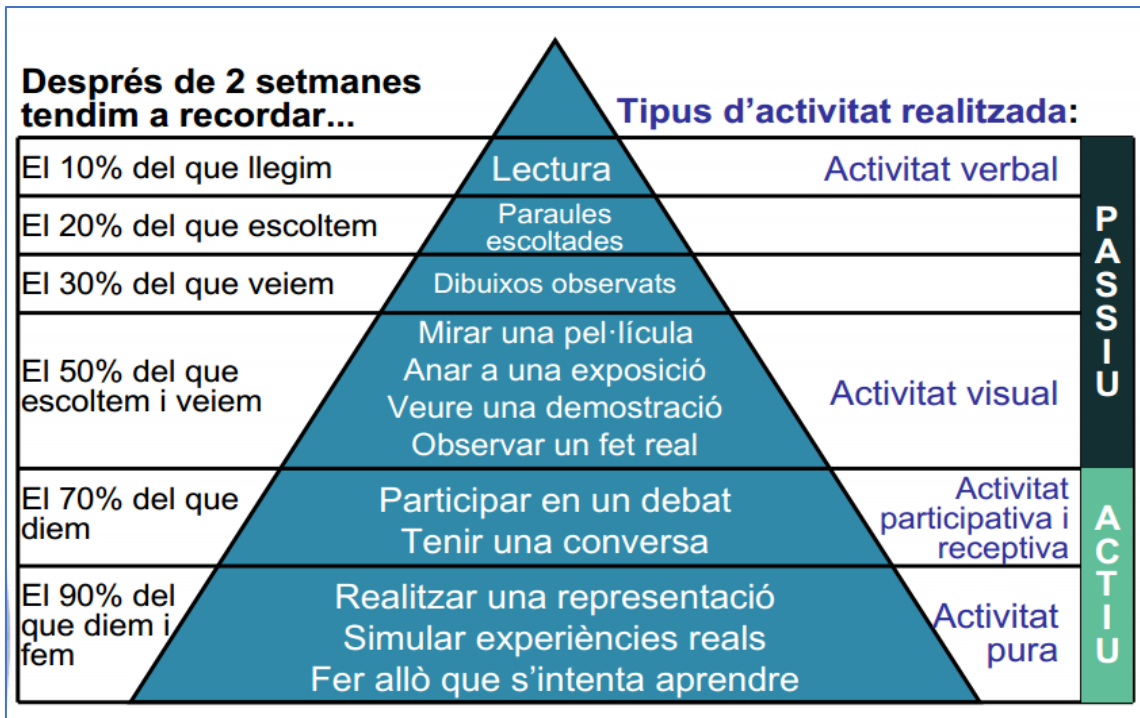 Després de 2 setmanes
tendim a recordar...
Tipus d'activitat realitzada:
El 10% del que llegim
Lectura
Activitat verbal
El 20% del que escoltem
Paraules
escoltades
El 30% del que veiem
Dibuixos observats
El 50% del que
escoltem i veiem
Mirar una pel·lícula
Anar a una exposició
Veure una demostració
Observar un fet real
Activitat visual
PASSIU
El 70% del que
diem
Participar en un debat
Tenir una conversa
Activitat
participativa i
receptiva
El 90% del
que diem i
fem
Realitzar una representació
Simular experiències reals
Fer allò que s'intenta aprendre
Activitat
pura
ACTIU